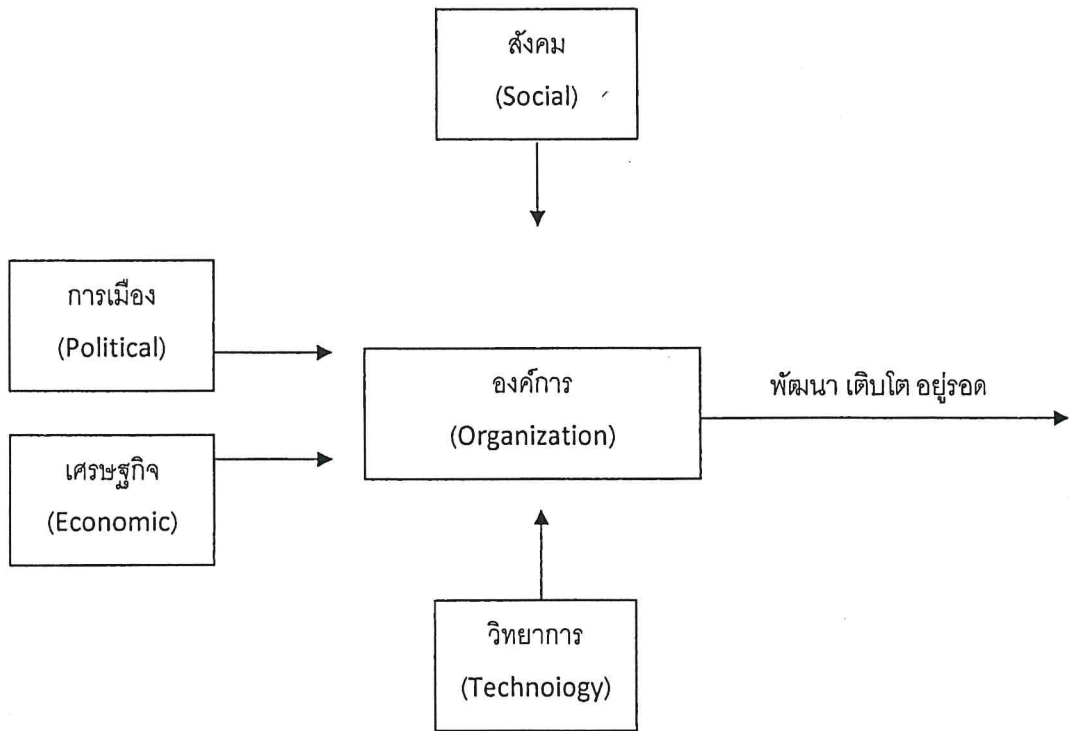 สังคม
(Social)
การเมือง
(Political)
องค์การ
(Organization)
พัฒนา เติบโต อยู่รอด
เศรษฐกิจ
(Economic)
วิทยาการ
(Technoiogy)